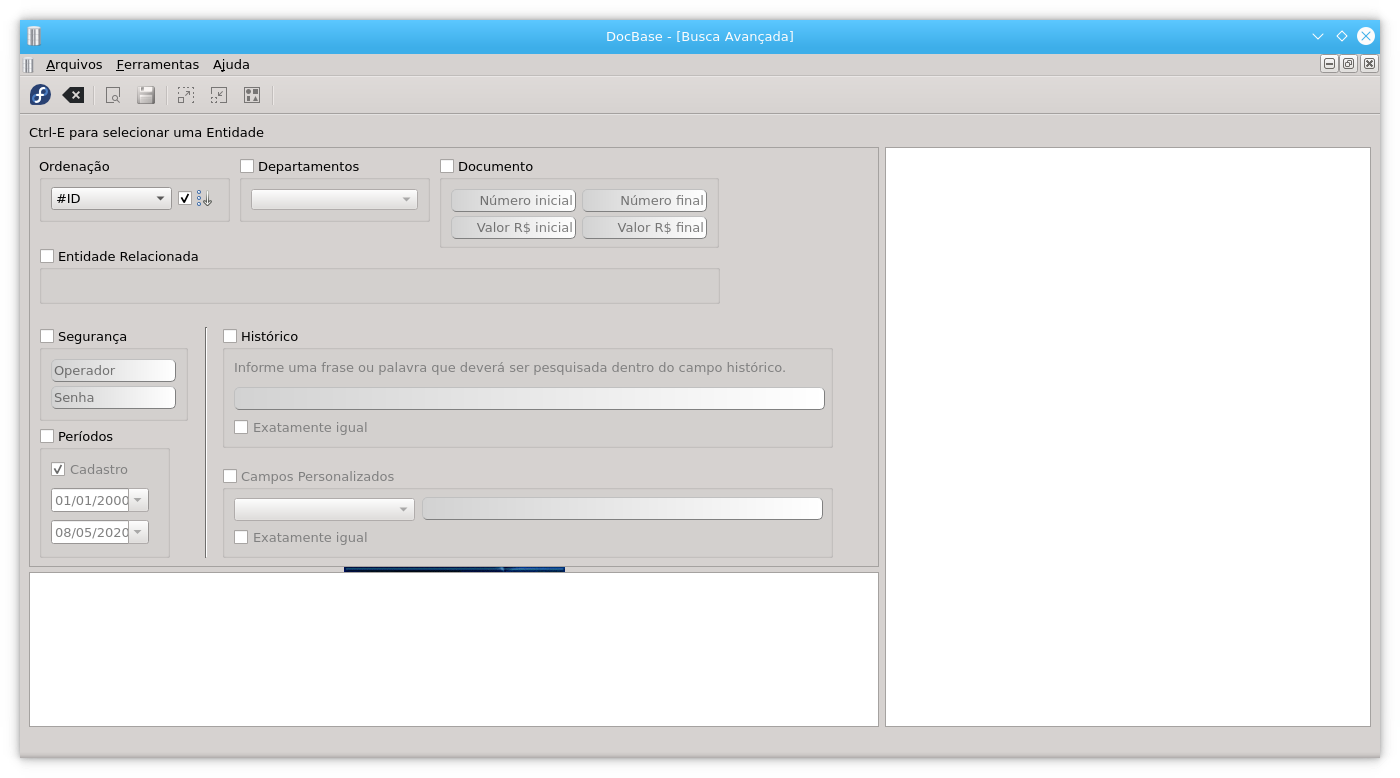 DocBase - [Busca Avançada]
Arquivos Ferramentas Ajuda
Ctrl-E para selecionar uma Entidade
Ordenação
#ID
Departamentos
Documento
Número inicial Número final
Valor R$ inicial Valor R$ final
Entidade Relacionada
Segurança
Operador
Senha
Períodos
Cadastro
01/01/2000
08/05/2020
Histórico
Informe uma frase ou palavra que deverá ser pesquisada dentro do campo histórico.
Exatamente igual
Campos Personalizados
Exatamente igual